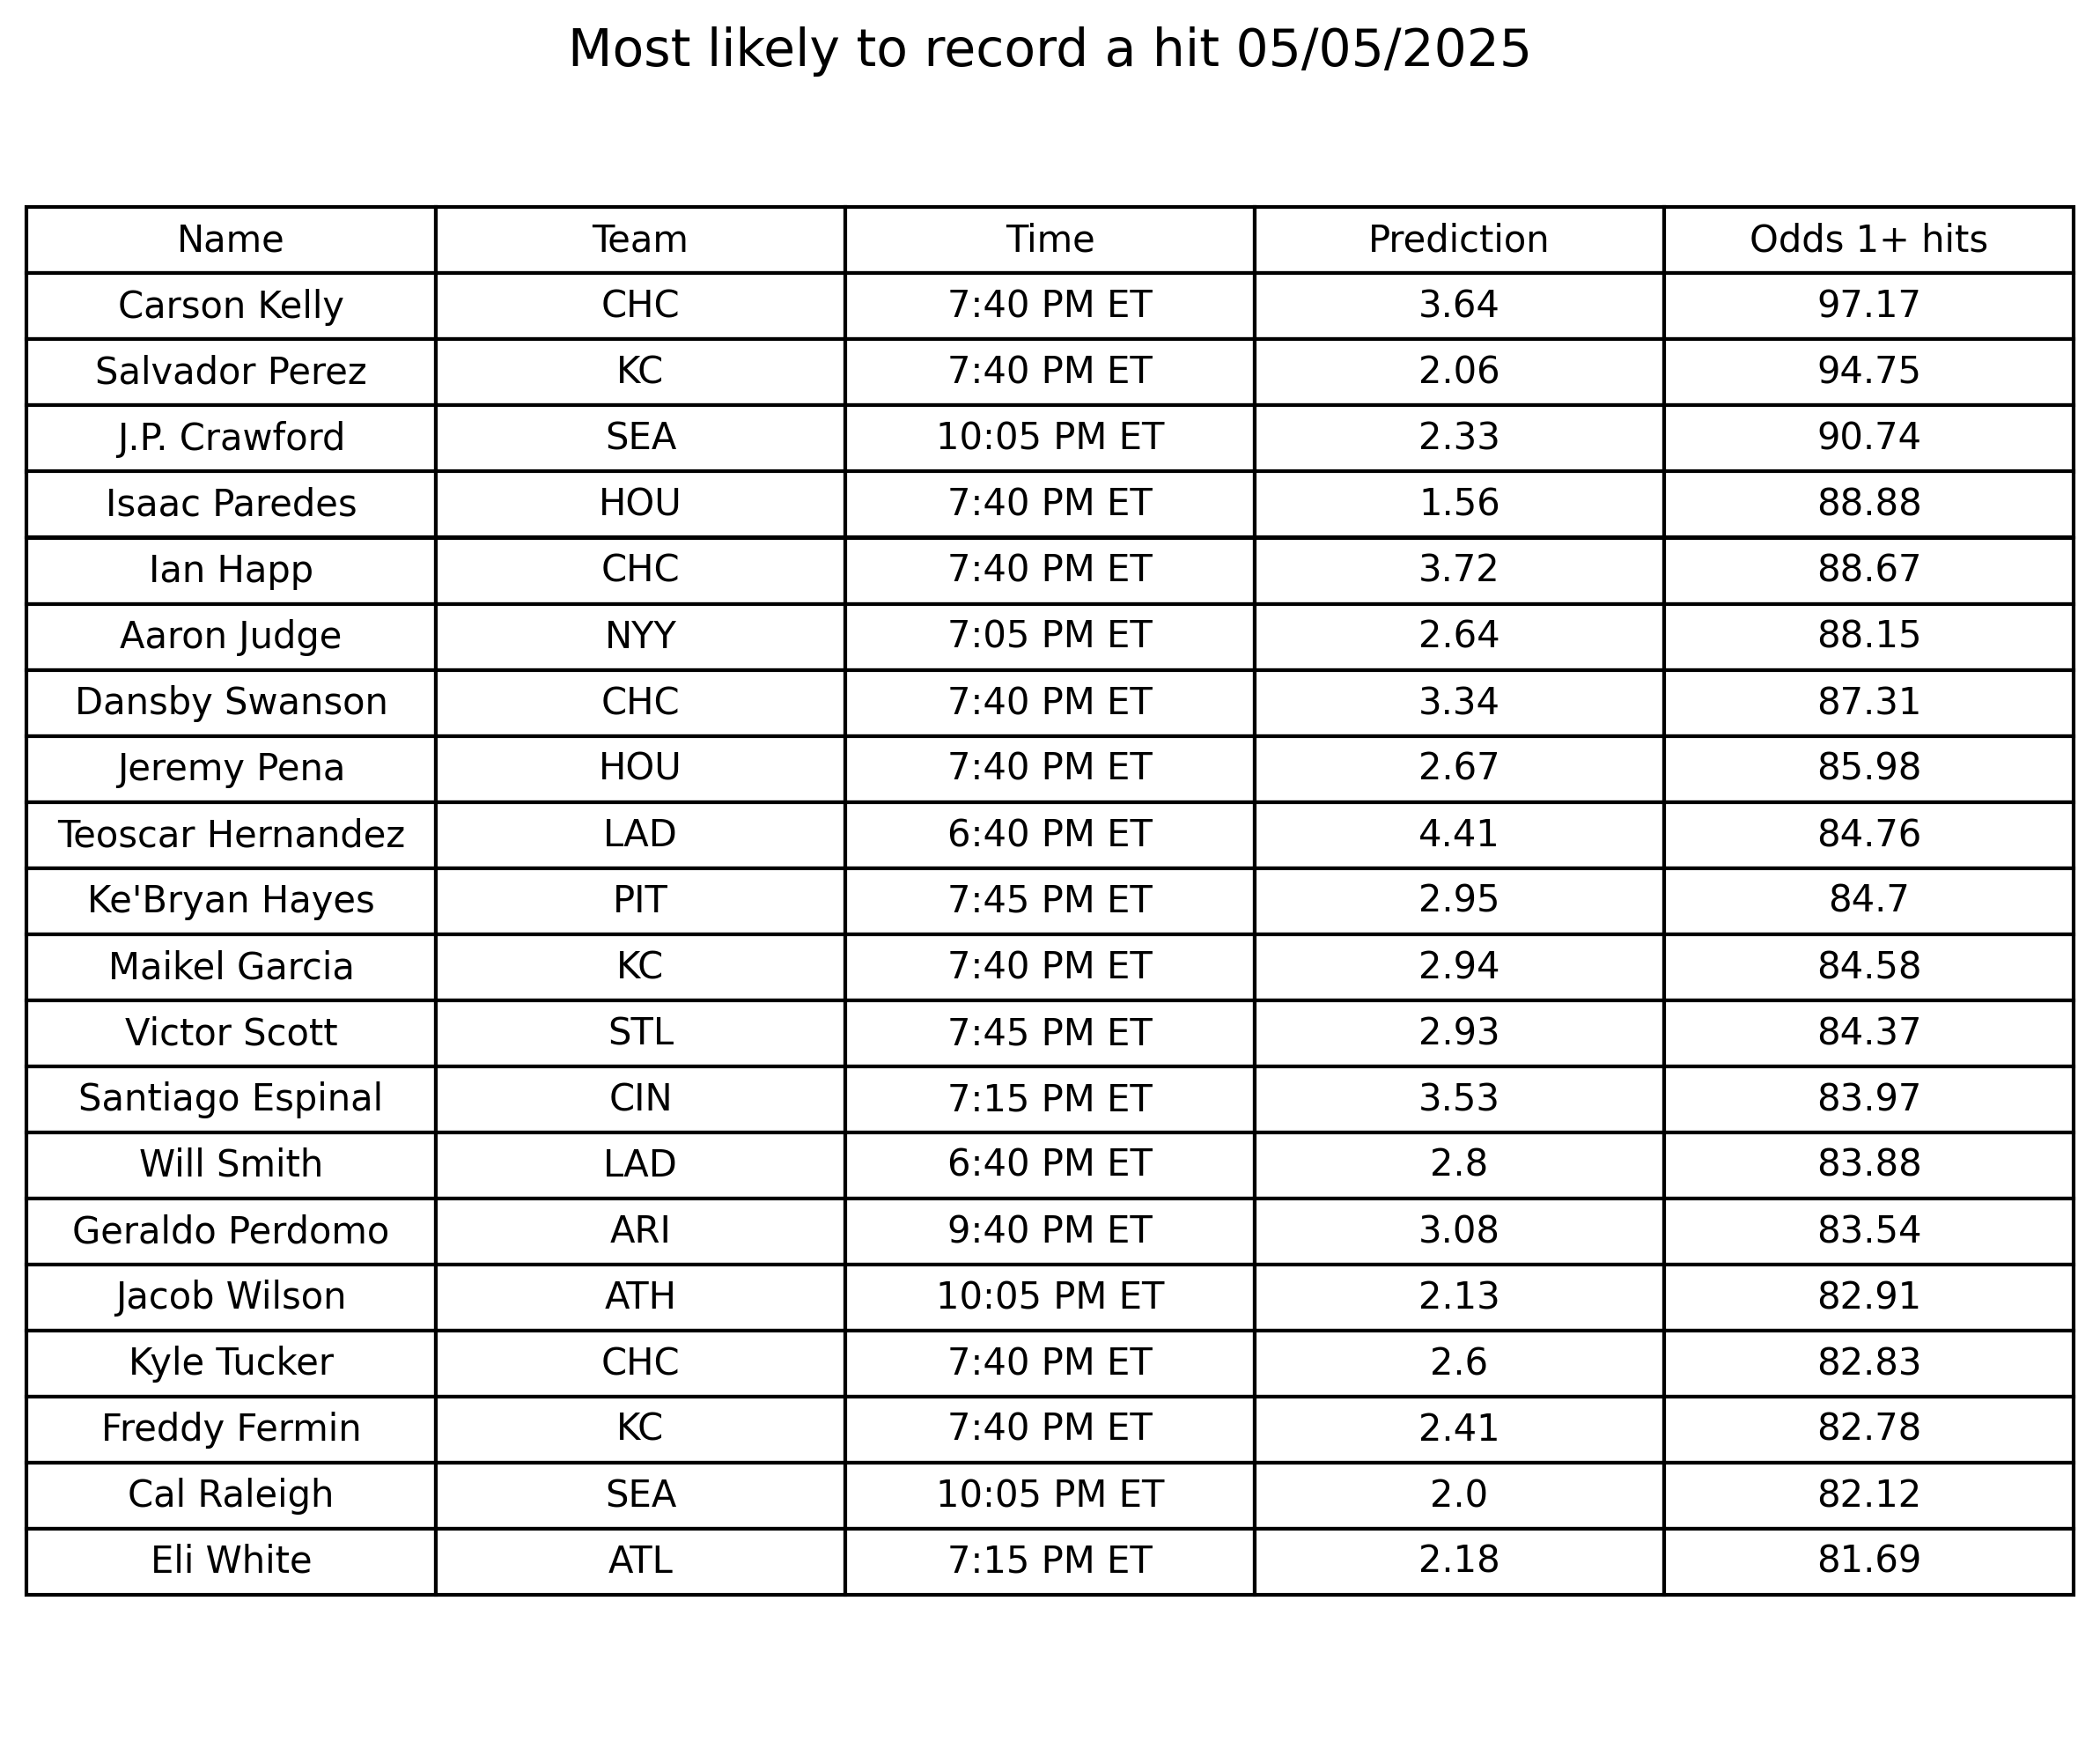 Most likely to record a hit 05/05/2025
Name Team Time Prediction Odds 1+ hits
Carson Kelly CHC 7:40 PM ET 3.64 97.17
Salvador Perez KC 7:40 PM ET 2.06 94.75
J.P. Crawford SEA 10:05 PM ET 2.33 90.74
Isaac Paredes HOU 7:40 PM ET 1.56 88.88
Ian Happ CHC 7:40 PM ET 3.72 88.67
Aaron Judge NYY 7:05 PM ET 2.64 88.15
Dansby Swanson CHC 7:40 PM ET 3.34 87.31
Jeremy Pena HOU 7:40 PM ET 2.67 85.98
Teoscar Hernandez LAD 6:40 PM ET 4.41 84.76
Ke'Bryan Hayes PIT 7:45 PM ET 2.95 84.7
Maikel Garcia KC 7:40 PM ET 2.94 84.58
Victor Scott STL 7:45 PM ET 2.93 84.37
Santiago Espinal CIN 7:15 PM ET 3.53 83.97
Will Smith LAD 6:40 PM ET 2.8 83.88
Geraldo Perdomo ARI 9:40 PM ET 3.08 83.54
Jacob Wilson ATH 10:05 PM ET 2.13 82.91
Kyle Tucker CHC 7:40 PM ET 2.6 82.83
Freddy Fermin KC 7:40 PM ET 2.41 82.78
Cal Raleigh SEA 10:05 PM ET 2.0 82.12
Eli White ATL 7:15 PM ET 2.18 81.69